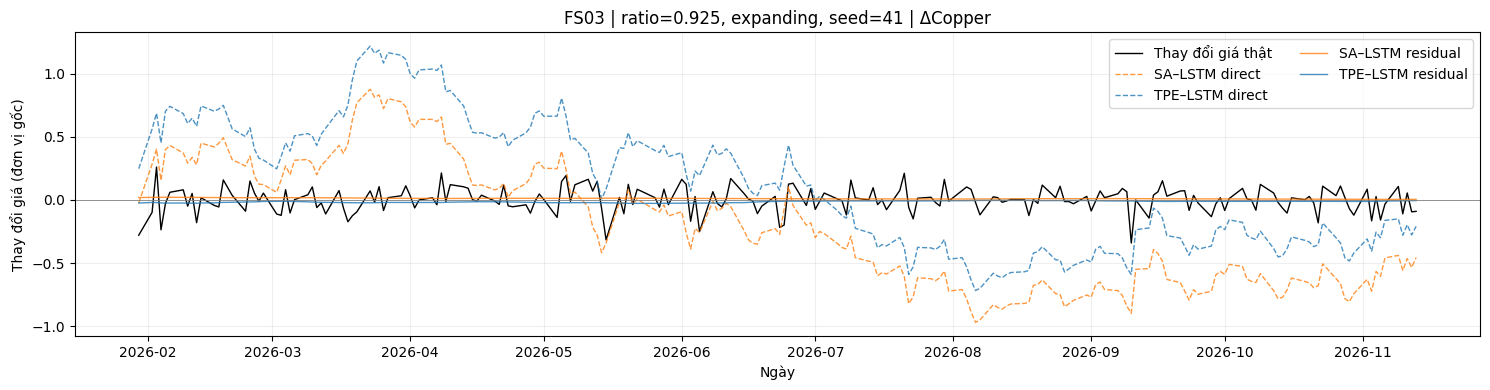 FS03 | ratio=0.925, expanding, seed=41 | ΔCopper
Thay đổi giá thật
SA–LSTM direct
TPE–LSTM direct
SA–LSTM residual
TPE–LSTM residual
Thay đổi giá (đơn vị gốc)
1.0
0.5
0.0
−0.5
−1.0
2026-02 2026-03 2026-04 2026-05 2026-06 2026-07 2026-08 2026-09 2026-10 2026-11
Ngày